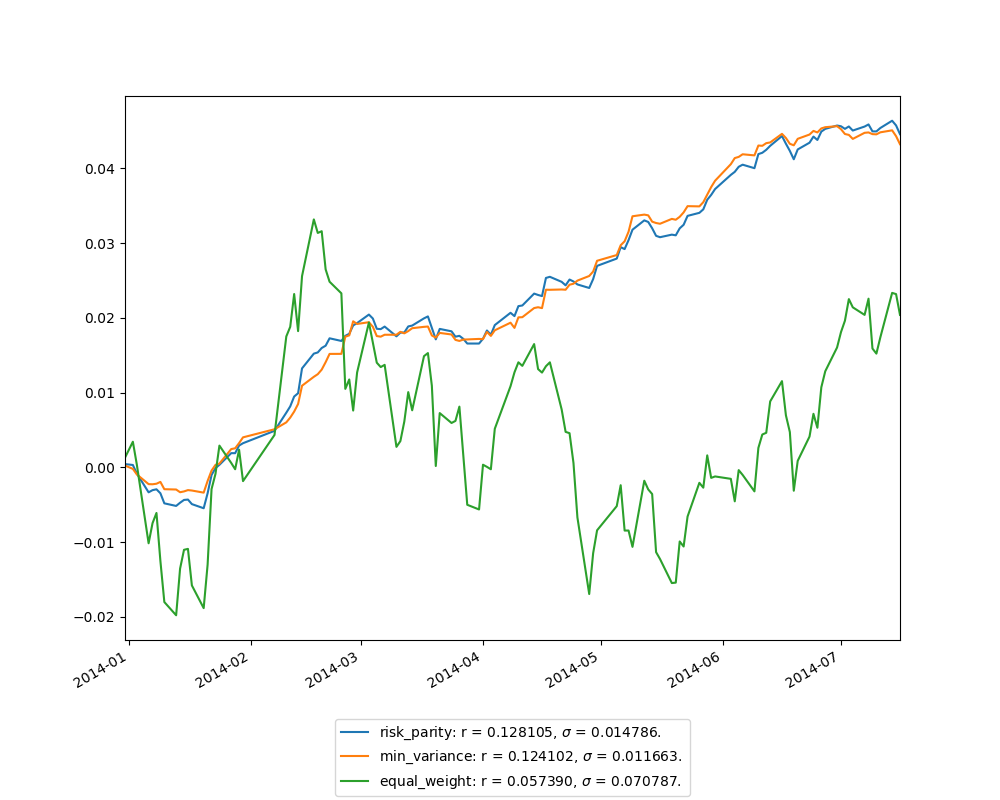 0.04
0.03
0.02
0.01
0.00
−0.01
−0.02
2014-01 2014-02 2014-03 2014-04 2014-05 2014-06 2014-07
risk_parity: r = 0.128105, σ = 0.014786.
min_variance: r = 0.124102, σ = 0.011663.
equal_weight: r = 0.057390, σ = 0.070787.